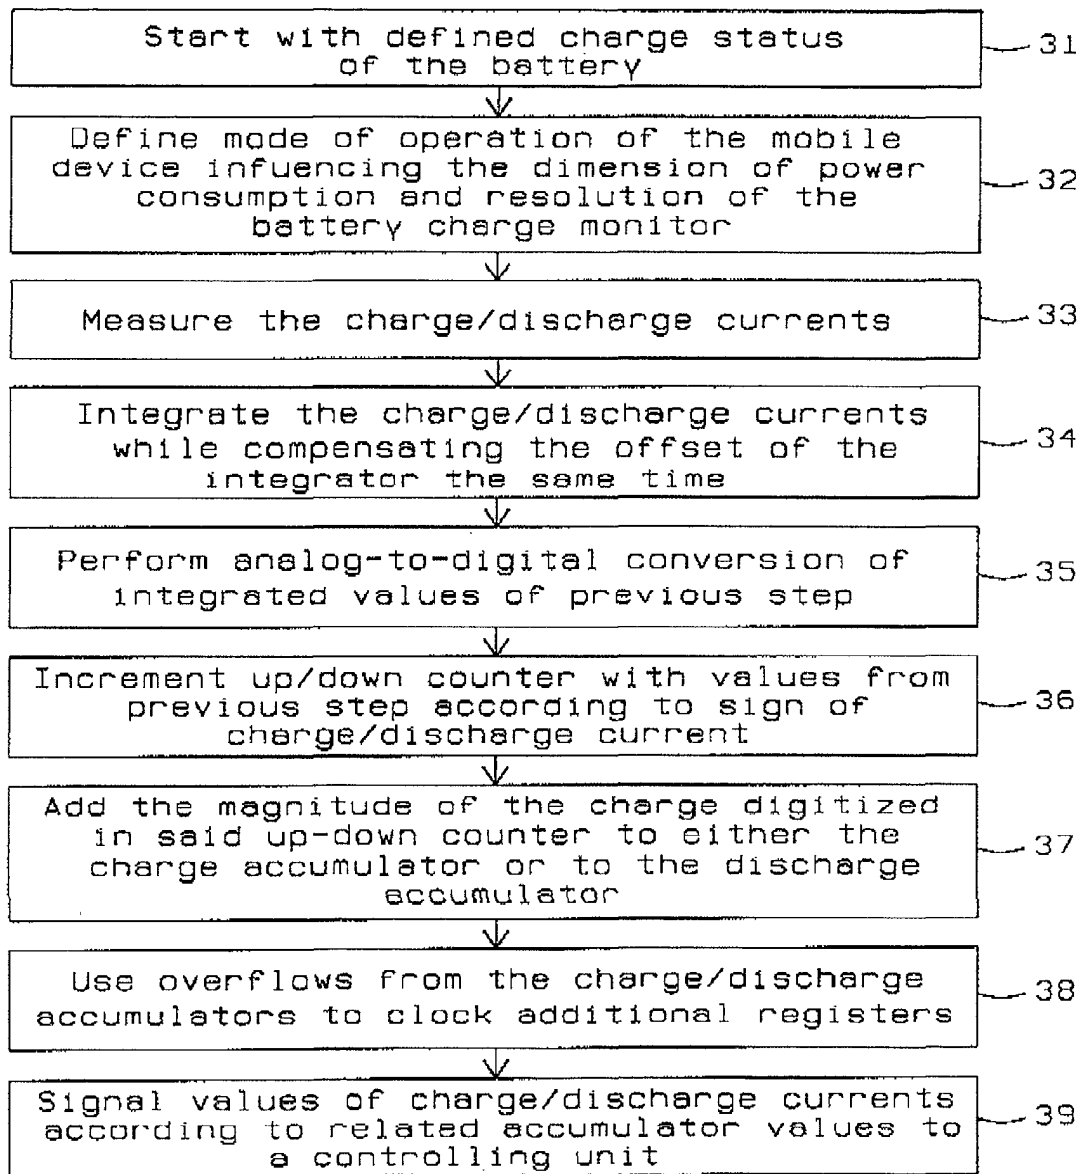 Start with defined charge status
of the battery
31
Define mode of operation of the mobile
device infuencing the dimension of power
consumption and resolution of the
battery charge monitor
32
Measure the charge/discharge currents
33
Integrate the charge/discharge currents
while compensating the offset of the
integrator the same time
34
Perform analog-to-digital conversion of
integrated values of previous step
35
Increment up/down counter with values from
previous step according to sign of
charge/discharge current
36
Add the magnitude of the charge digitized
in said up-down counter to either the
charge accumulator or to the discharge
accumulator
37
Use overflows from the charge/discharge
accumulators to clock additional registers
38
Signal values of charge/discharge currents
according to related accumulator values to
a controlling unit
39